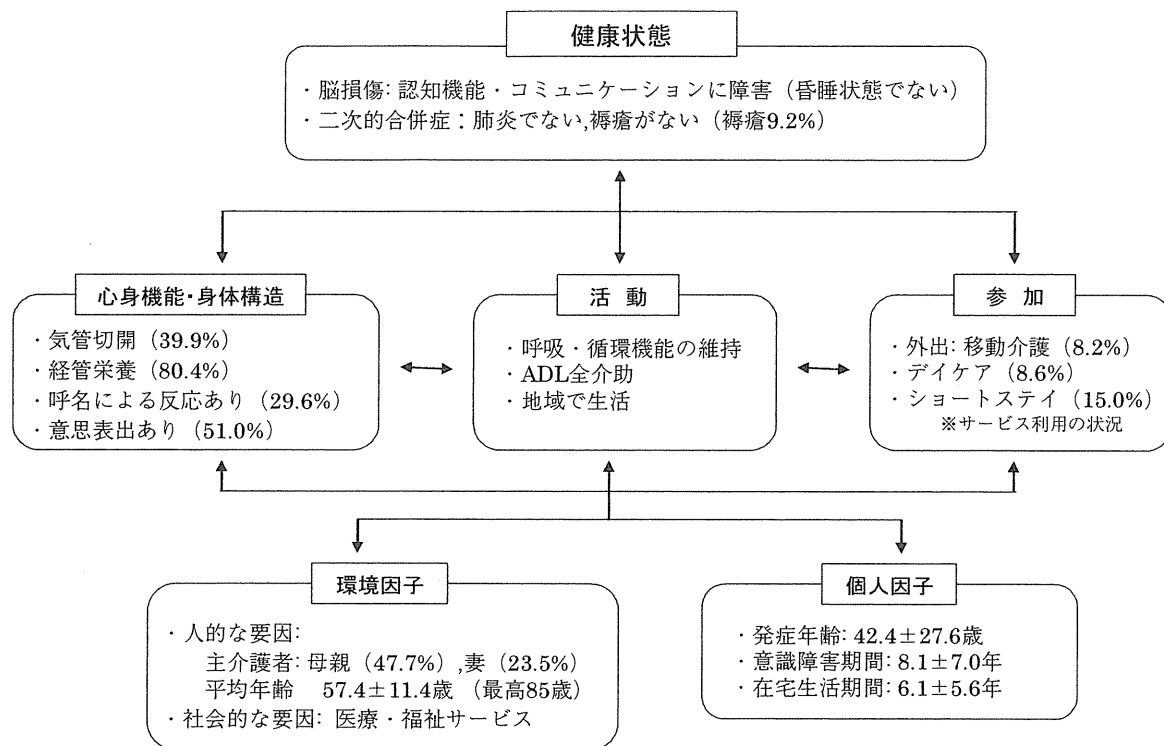 健康状態
・脳損傷: 認知機能・コミュニケーションに障害（昏睡状態でない）
・二次的合併症：肺炎でない,褥瘡がない（褥瘡9.2%）
心身機能・身体構造
・気管切開（39.9%）
・経管栄養（80.4%）
・呼名による反応あり（29.6%）
・意思表出あり（51.0%）
活 動
・呼吸・循環機能の維持
・ADL全介助
・地域で生活
参 加
・外出: 移動介護（8.2%）
・デイケア（8.6%）
・ショートステイ（15.0%）
※サービス利用の状況
環境因子
・人的な要因:
主介護者: 母親（47.7%）,妻（23.5%）
平均年齢 57.4±11.4歳 （最高85歳）
・社会的な要因: 医療・福祉サービス
個人因子
・発症年齢: 42.4±27.6歳
・意識障害期間: 8.1±7.0年
・在宅生活期間: 6.1±5.6年